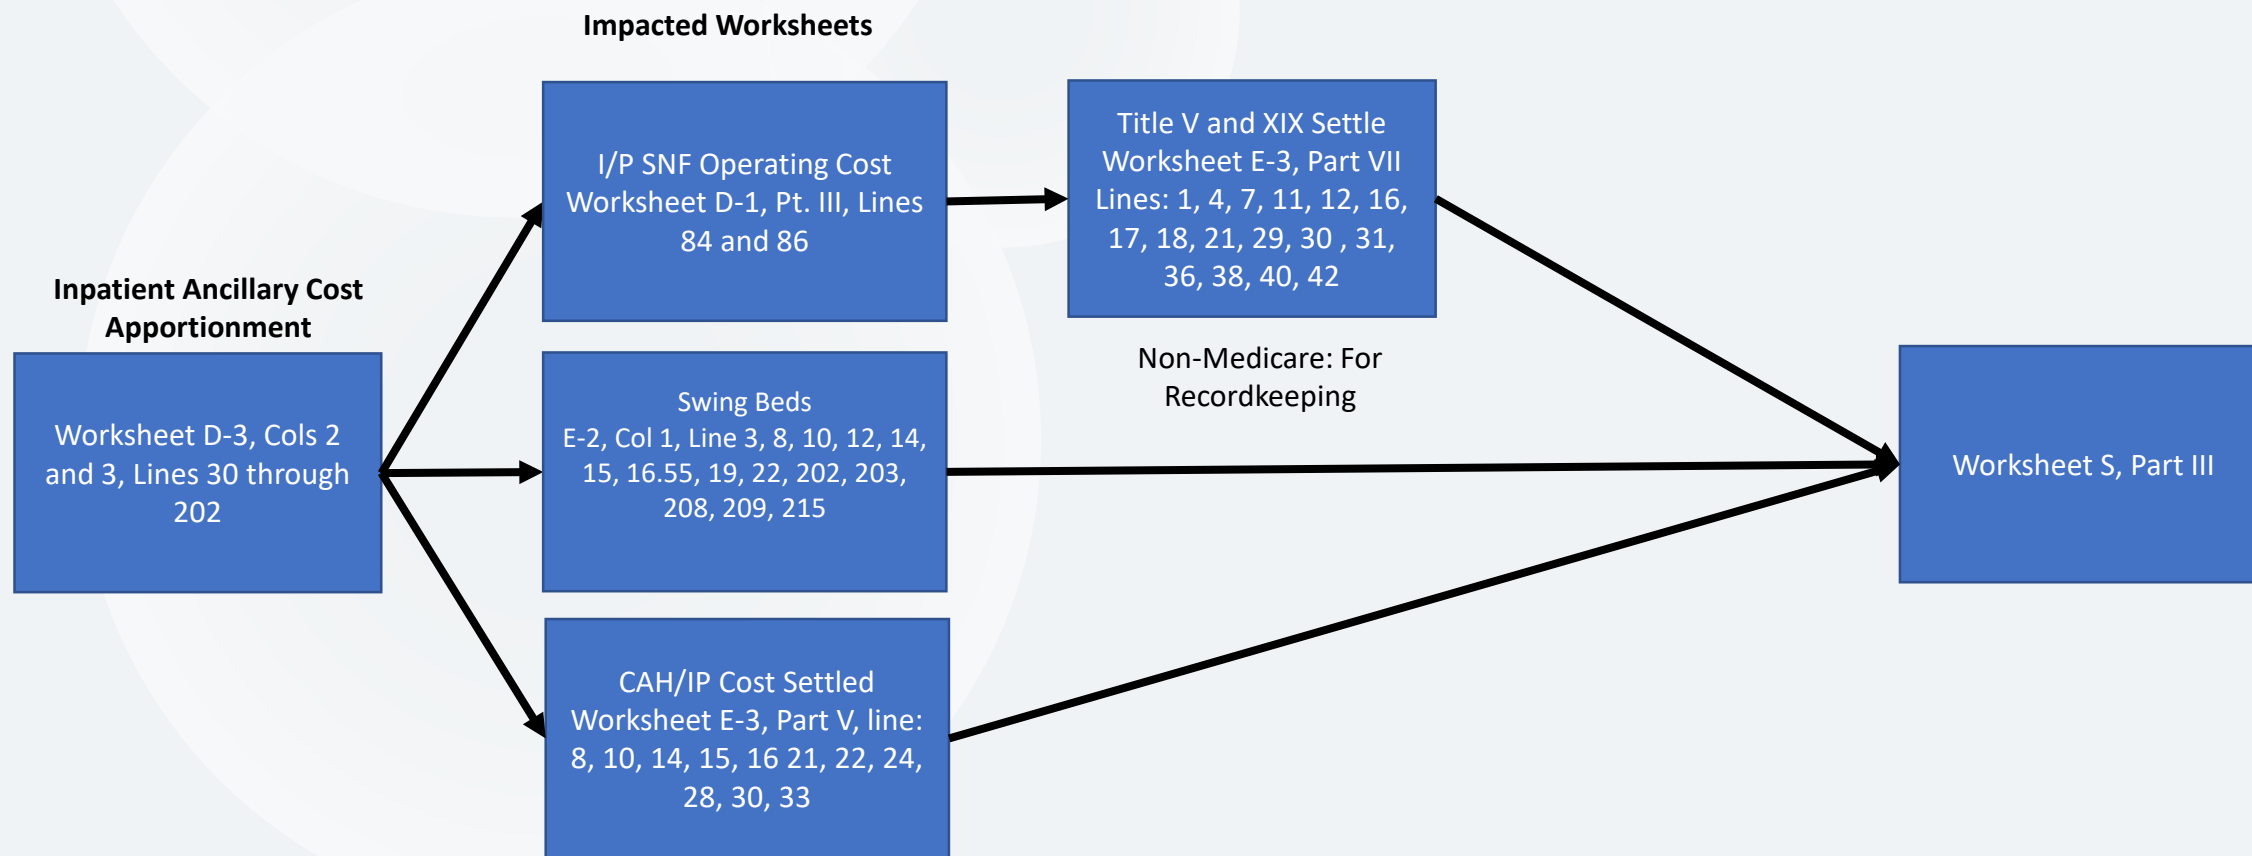 Impacted Worksheets
Inpatient Ancillary Cost
Apportionment
Worksheet D-3, Cols 2
and 3, Lines 30 through
202
I/P SNF Operating Cost
Worksheet D-1, Pt. III, Lines
84 and 86
Swing Beds
E-2, Col 1, Line 3, 8, 10, 12, 14,
15, 16.55, 19, 22, 202, 203,
208, 209, 215
CAH/IP Cost Settled
Worksheet E-3, Part V, line:
8, 10, 14, 15, 16 21, 22, 24,
28, 30, 33
Title V and XIX Settle
Worksheet E-3, Part VII
Lines: 1, 4, 7, 11, 12, 16,
17, 18, 21, 29, 30 , 31,
36, 38, 40, 42
Non-Medicare: For
Recordkeeping
Worksheet S, Part III